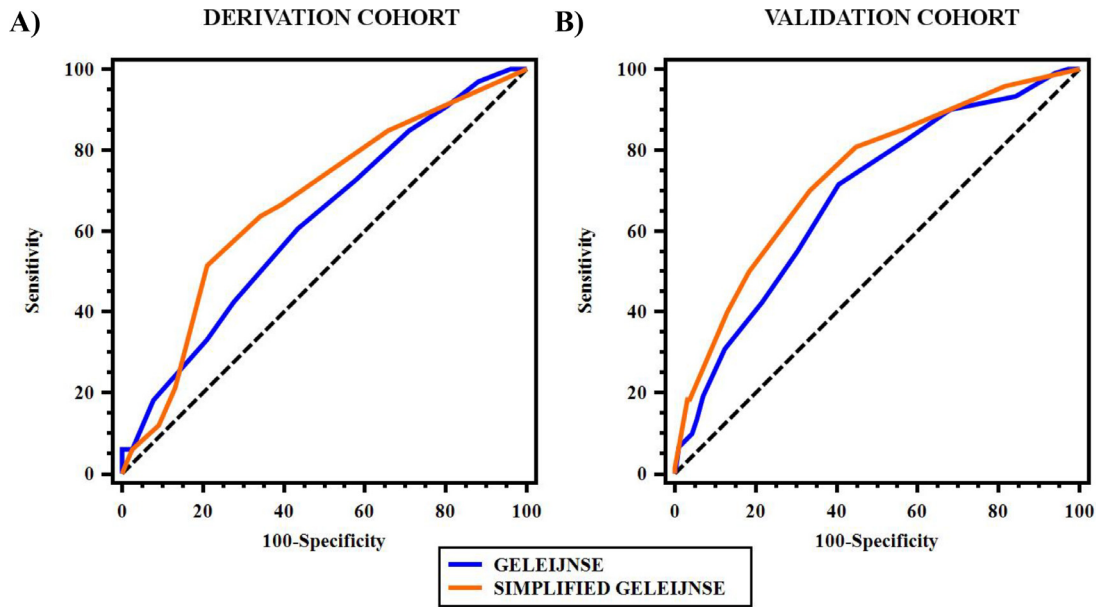 A)
DERIVATION COHORT
100
80
60
40
20
0
Sensitivity
0 20 40 60 80 100
100-Specificity
B)
VALIDATION COHORT
100
80
60
40
20
0
Sensitivity
0 20 40 60 80 100
100-Specificity
GELEIJNSE
SIMPLIFIED GELEIJNSE